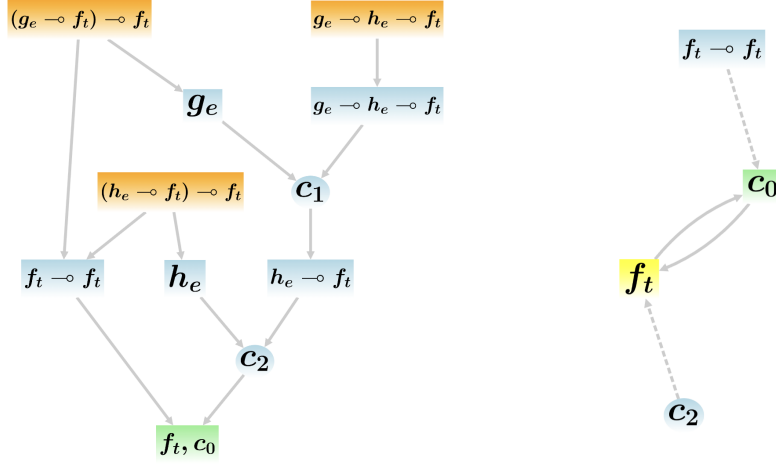 (g_e ⊸ f_t) ⊸ f_t
g_e ⊸ h_e ⊸ f_t
g_e
g_e ⊸ h_e ⊸ f_t
(h_e ⊸ f_t) ⊸ f_t
c_1
f_t ⊸ f_t
h_e
h_e ⊸ f_t
c_2
f_t, c_0
f_t ⊸ f_t
c_0
f_t
c_2